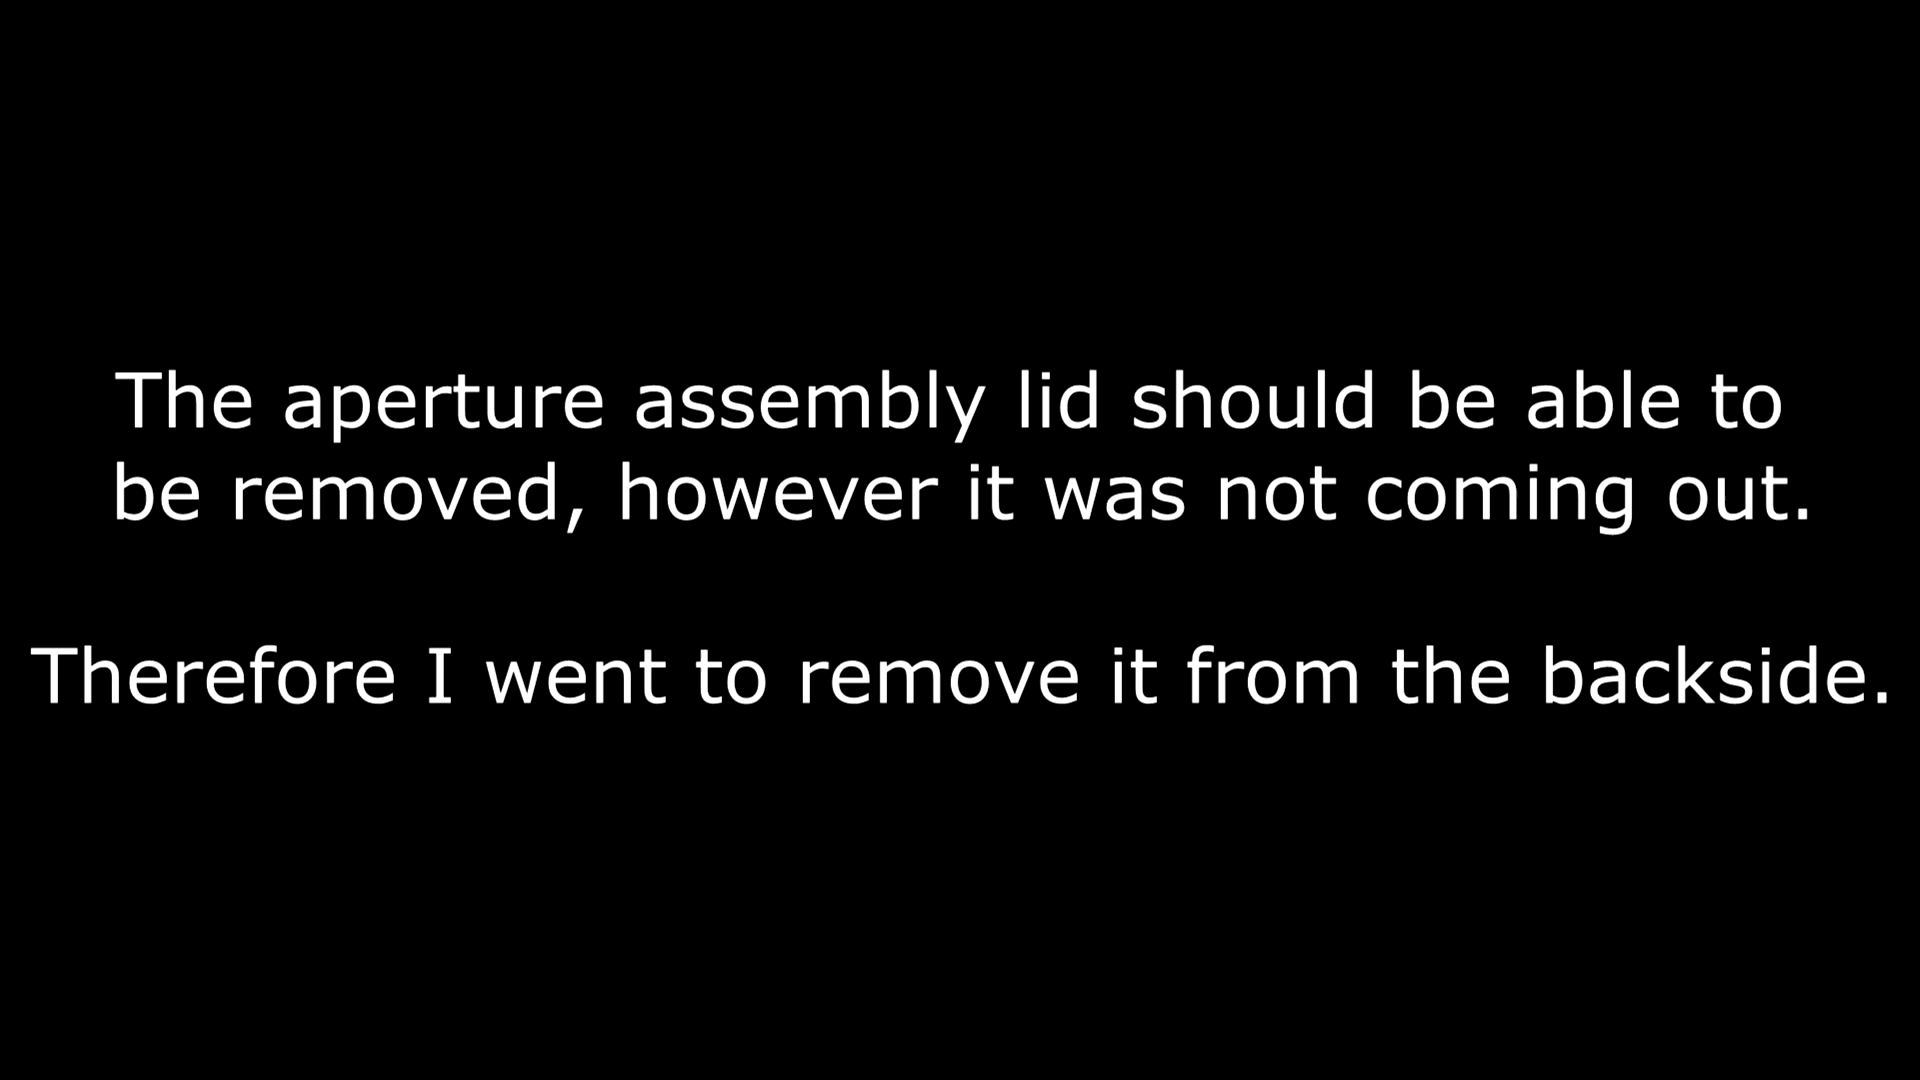 The aperture assembly lid should be able to
be removed, however it was not coming out.
Therefore I went to remove it from the backside.